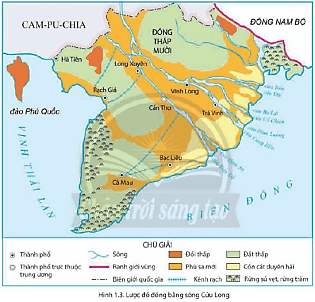 CAM-PU-CHIA
ĐÔNG NAM BỘ
ĐỒNG
THÁP
MƯỜI
Hà Tiên
Long Xuyên
đảo Phú Quốc
Rạch Giá
Vĩnh Long
Cần Thơ
Trà Vinh
VỊNH THÁI LAN
Bạc Liêu
Cà Mau
BIỂN ĐÔNG
chân trời sáng tạo
CHÚ GIẢI
Thành phố
Sông
Đồi thấp
Đất thấp
Thành phố trực thuộc
trung ương
Ranh giới vùng
Phù sa mới
Cồn cát duyên hải
Biên giới quốc gia
Kênh rạch
Rừng sú vẹt, rừng tràm
Hình 1.3. Lược đồ đồng bằng sông Cửu Long